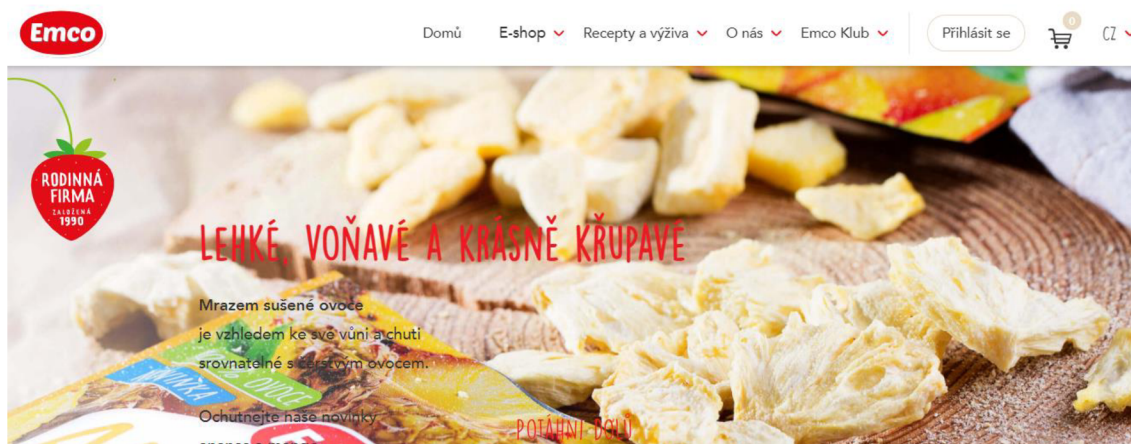 Emco
Domů
E-shop
Recepty a výživa
O nás
Emco Klub
Přihlásit se
0
CZ
RODINNÁ
FIRMA
ZALOŽENÁ
1990
LEHKÉ, VOŇAVÉ A KRÁSNĚ KŘUPAVÉ
Mrazem sušené ovoce
je vzhledem ke své vůni a chuti
srovnatelné s čerstvým ovocem.
OVOCE
Ochutnejte naše novinky
POTÁHNI DOLŮ